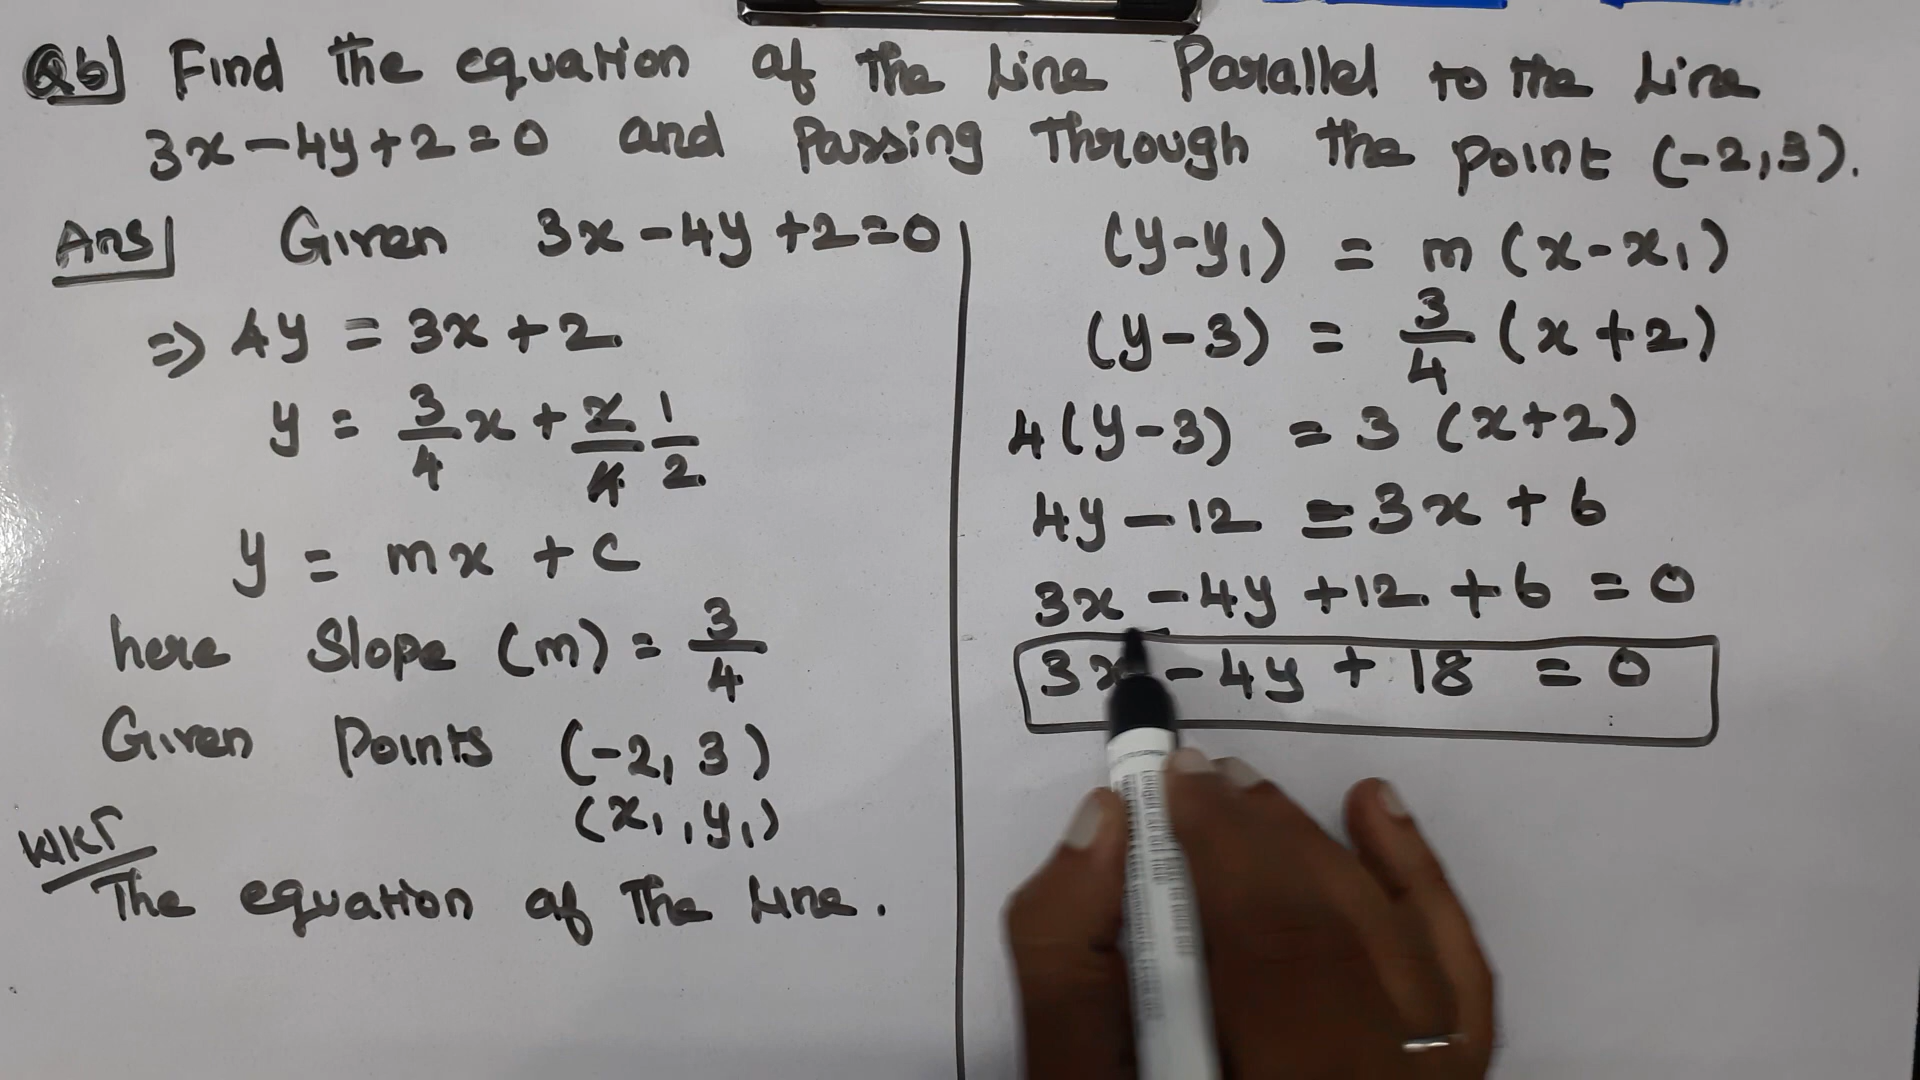 Q6) Find the equation of the line Parallel to the line
3x-4y+2=0 and Passing Through the point (-2,3).
Ans] Given 3x-4y+2=0
=> 4y = 3x+2
y = 3/4 x + 2/4 1/2
y = mx + c
here Slope (m) = 3/4
Given Points (-2, 3)
(x₁, y₁)
WKT
The equation of The line.
(y-y₁) = m(x-x₁)
(y-3) = 3/4 (x+2)
4(y-3) = 3 (x+2)
4y-12 = 3x+6
3x-4y+12+6 = 0
3x-4y+18 = 0